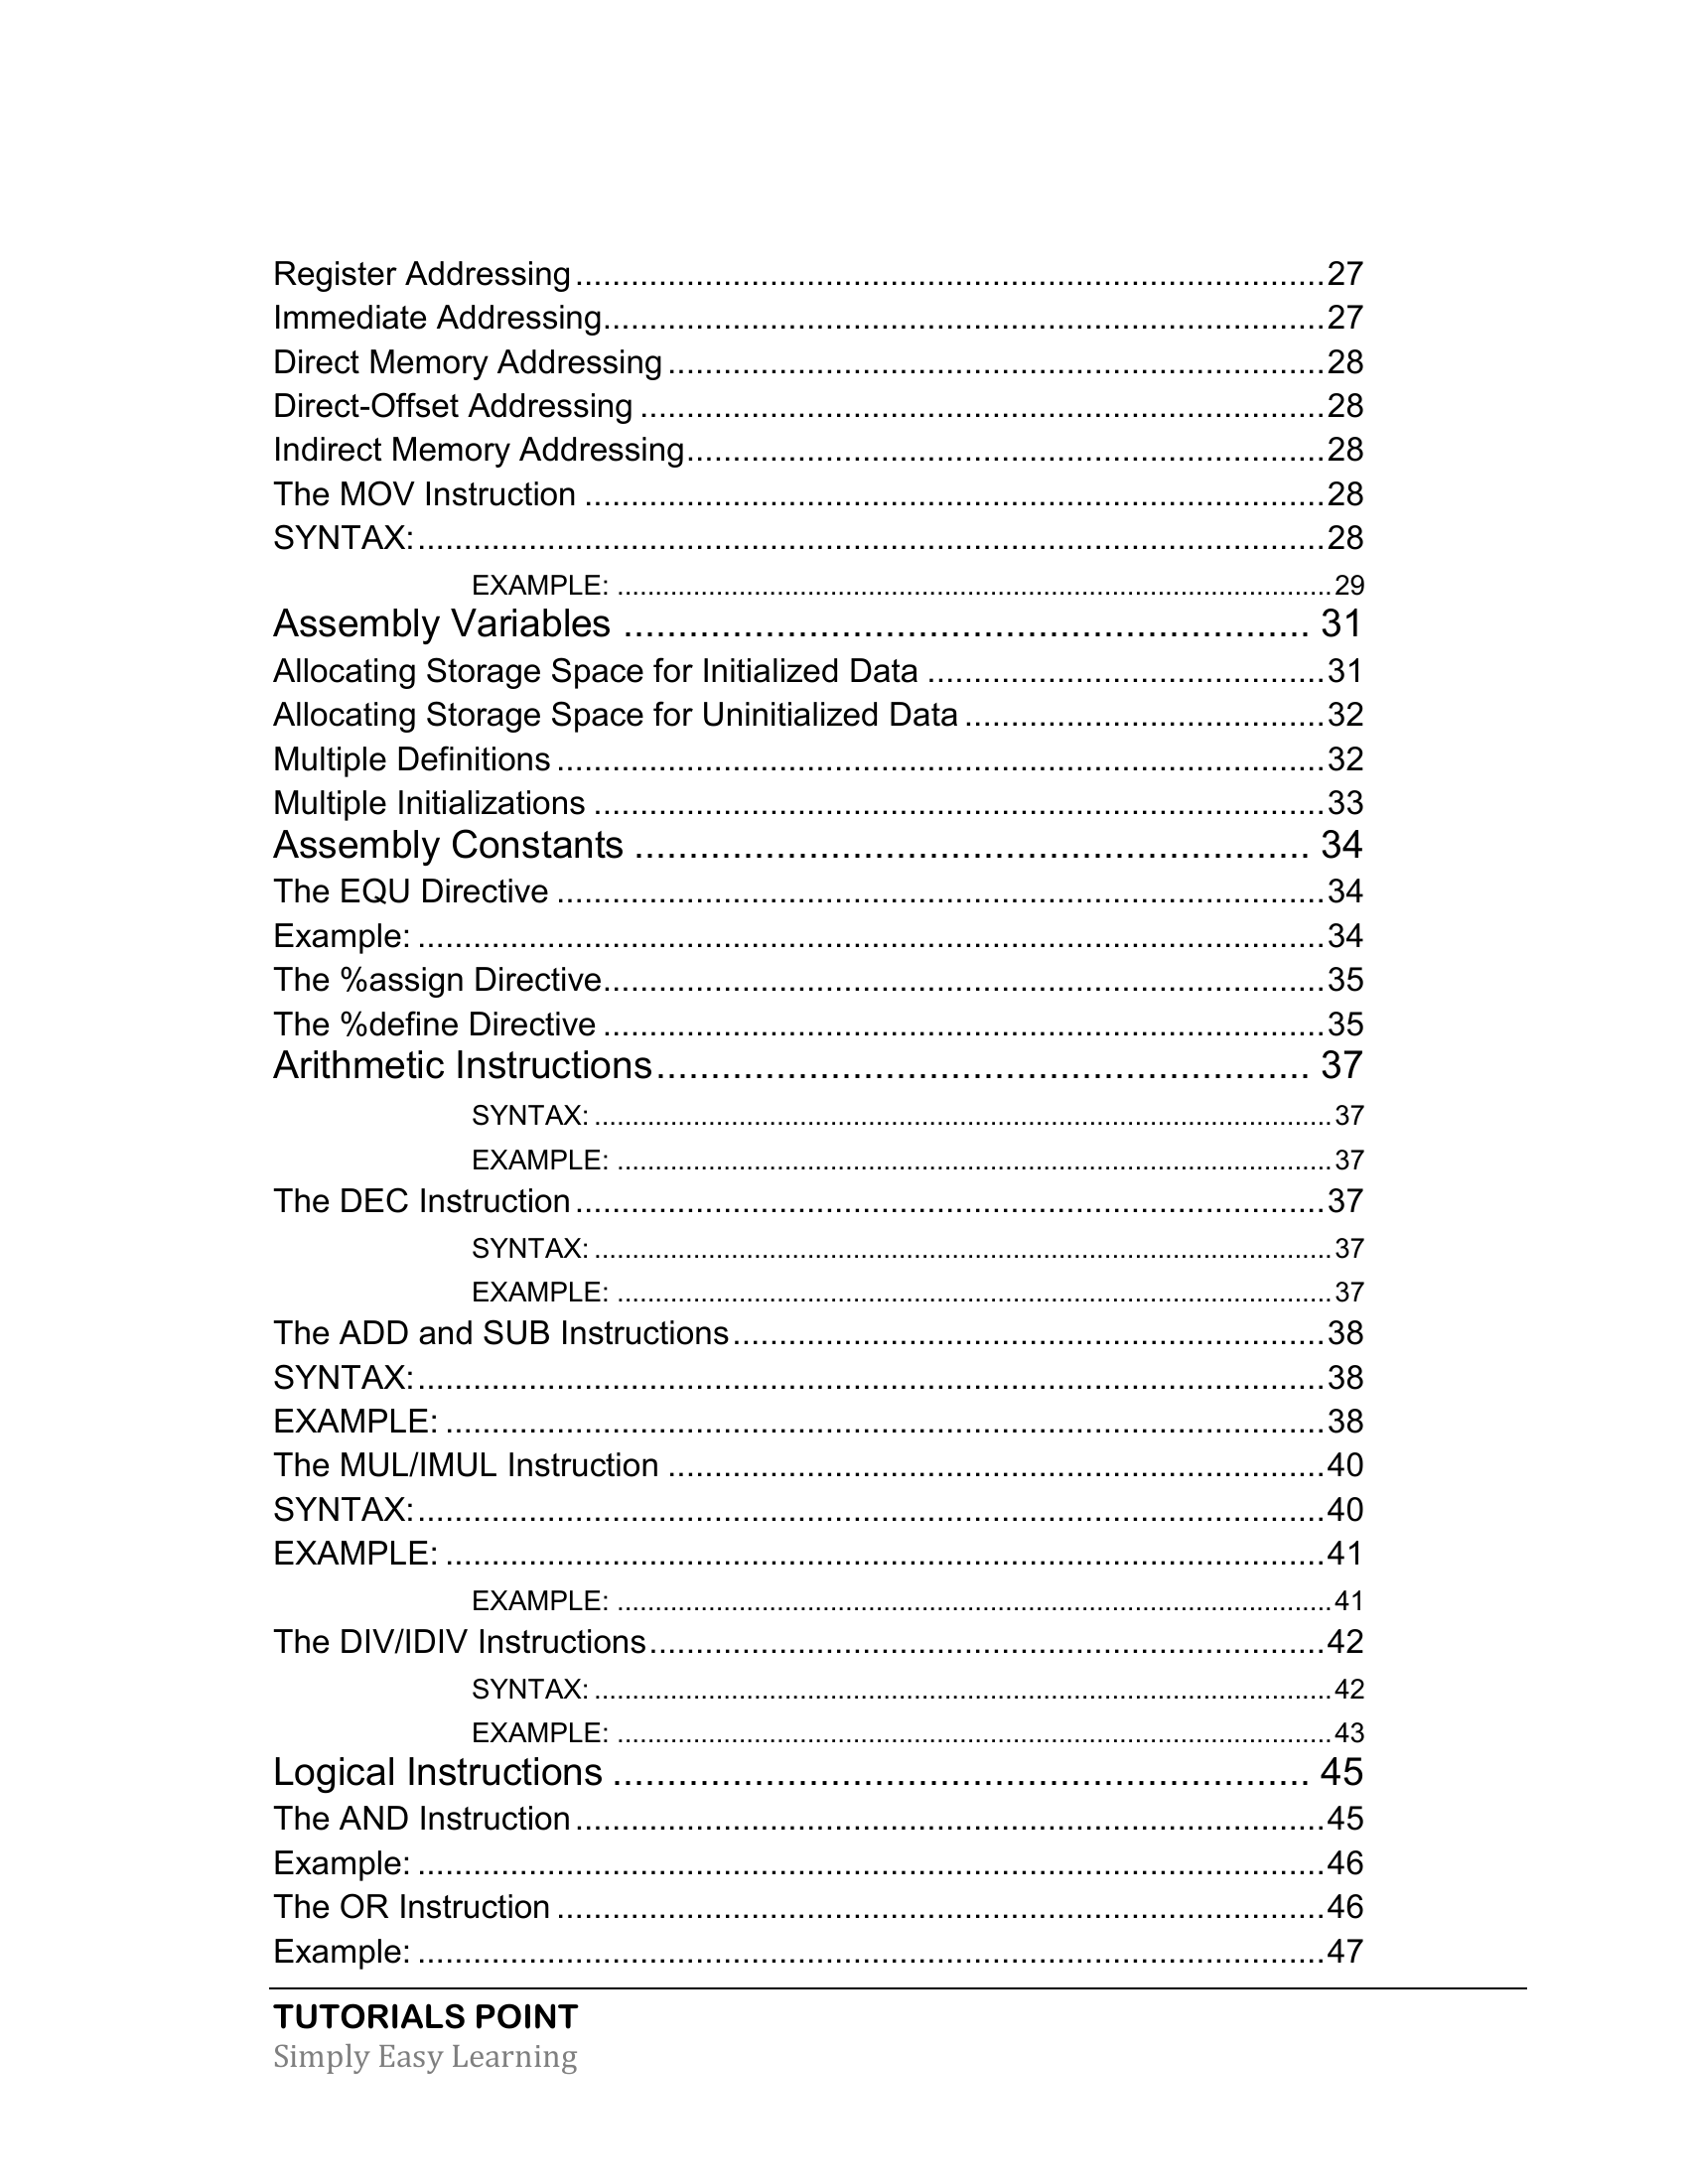 Register Addressing..........27
Immediate Addressing..........27
Direct Memory Addressing..........28
Direct-Offset Addressing..........28
Indirect Memory Addressing..........28
The MOV Instruction..........28
SYNTAX:..........28
EXAMPLE:..........29
Assembly Variables.......... 31
Allocating Storage Space for Initialized Data..........31
Allocating Storage Space for Uninitialized Data..........32
Multiple Definitions..........32
Multiple Initializations..........33
Assembly Constants.......... 34
The EQU Directive..........34
Example:..........34
The %assign Directive..........35
The %define Directive..........35
Arithmetic Instructions.......... 37
SYNTAX:..........37
EXAMPLE:..........37
The DEC Instruction..........37
SYNTAX:..........37
EXAMPLE:..........37
The ADD and SUB Instructions..........38
SYNTAX:..........38
EXAMPLE:..........38
The MUL/IMUL Instruction..........40
SYNTAX:..........40
EXAMPLE:..........41
EXAMPLE:..........41
The DIV/IDIV Instructions..........42
SYNTAX:..........42
EXAMPLE:..........43
Logical Instructions.......... 45
The AND Instruction..........45
Example:..........46
The OR Instruction..........46
Example:..........47
TUTORIALS POINT
Simply Easy Learning